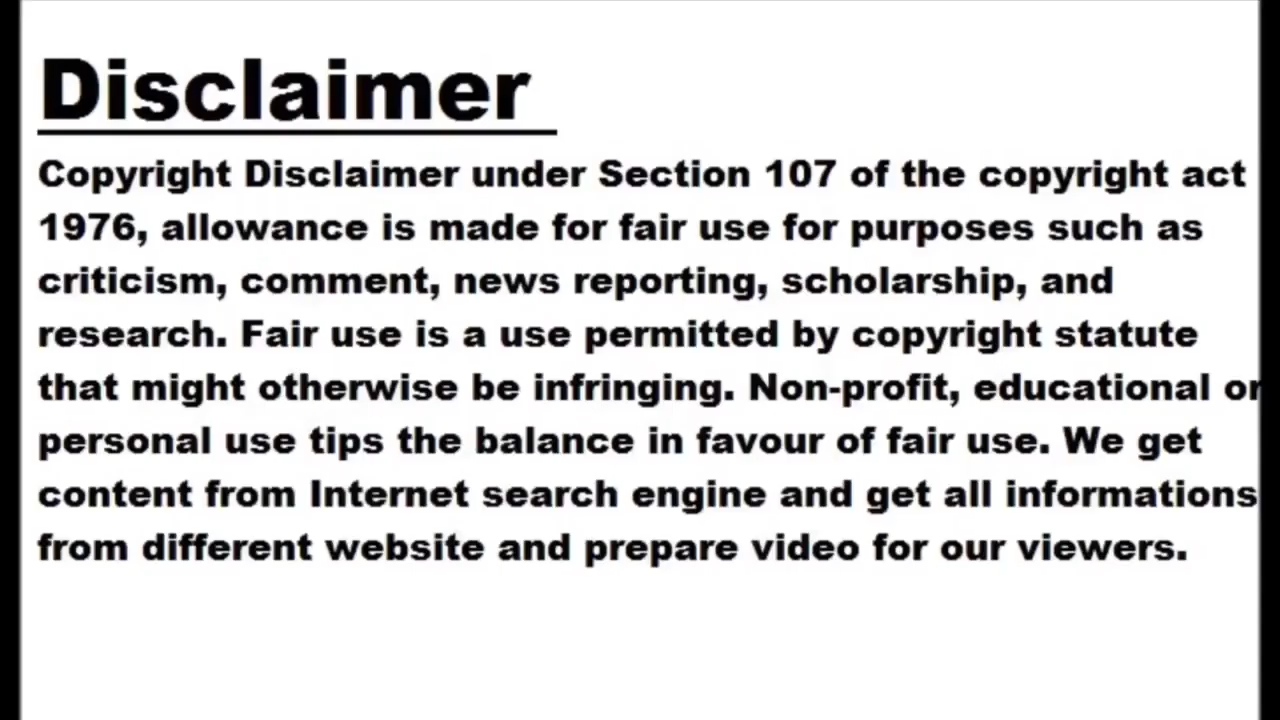 Disclaimer
Copyright Disclaimer under Section 107 of the copyright act
1976, allowance is made for fair use for purposes such as
criticism, comment, news reporting, scholarship, and
research. Fair use is a use permitted by copyright statute
that might otherwise be infringing. Non-profit, educational or
personal use tips the balance in favour of fair use. We get
content from Internet search engine and get all informations
from different website and prepare video for our viewers.